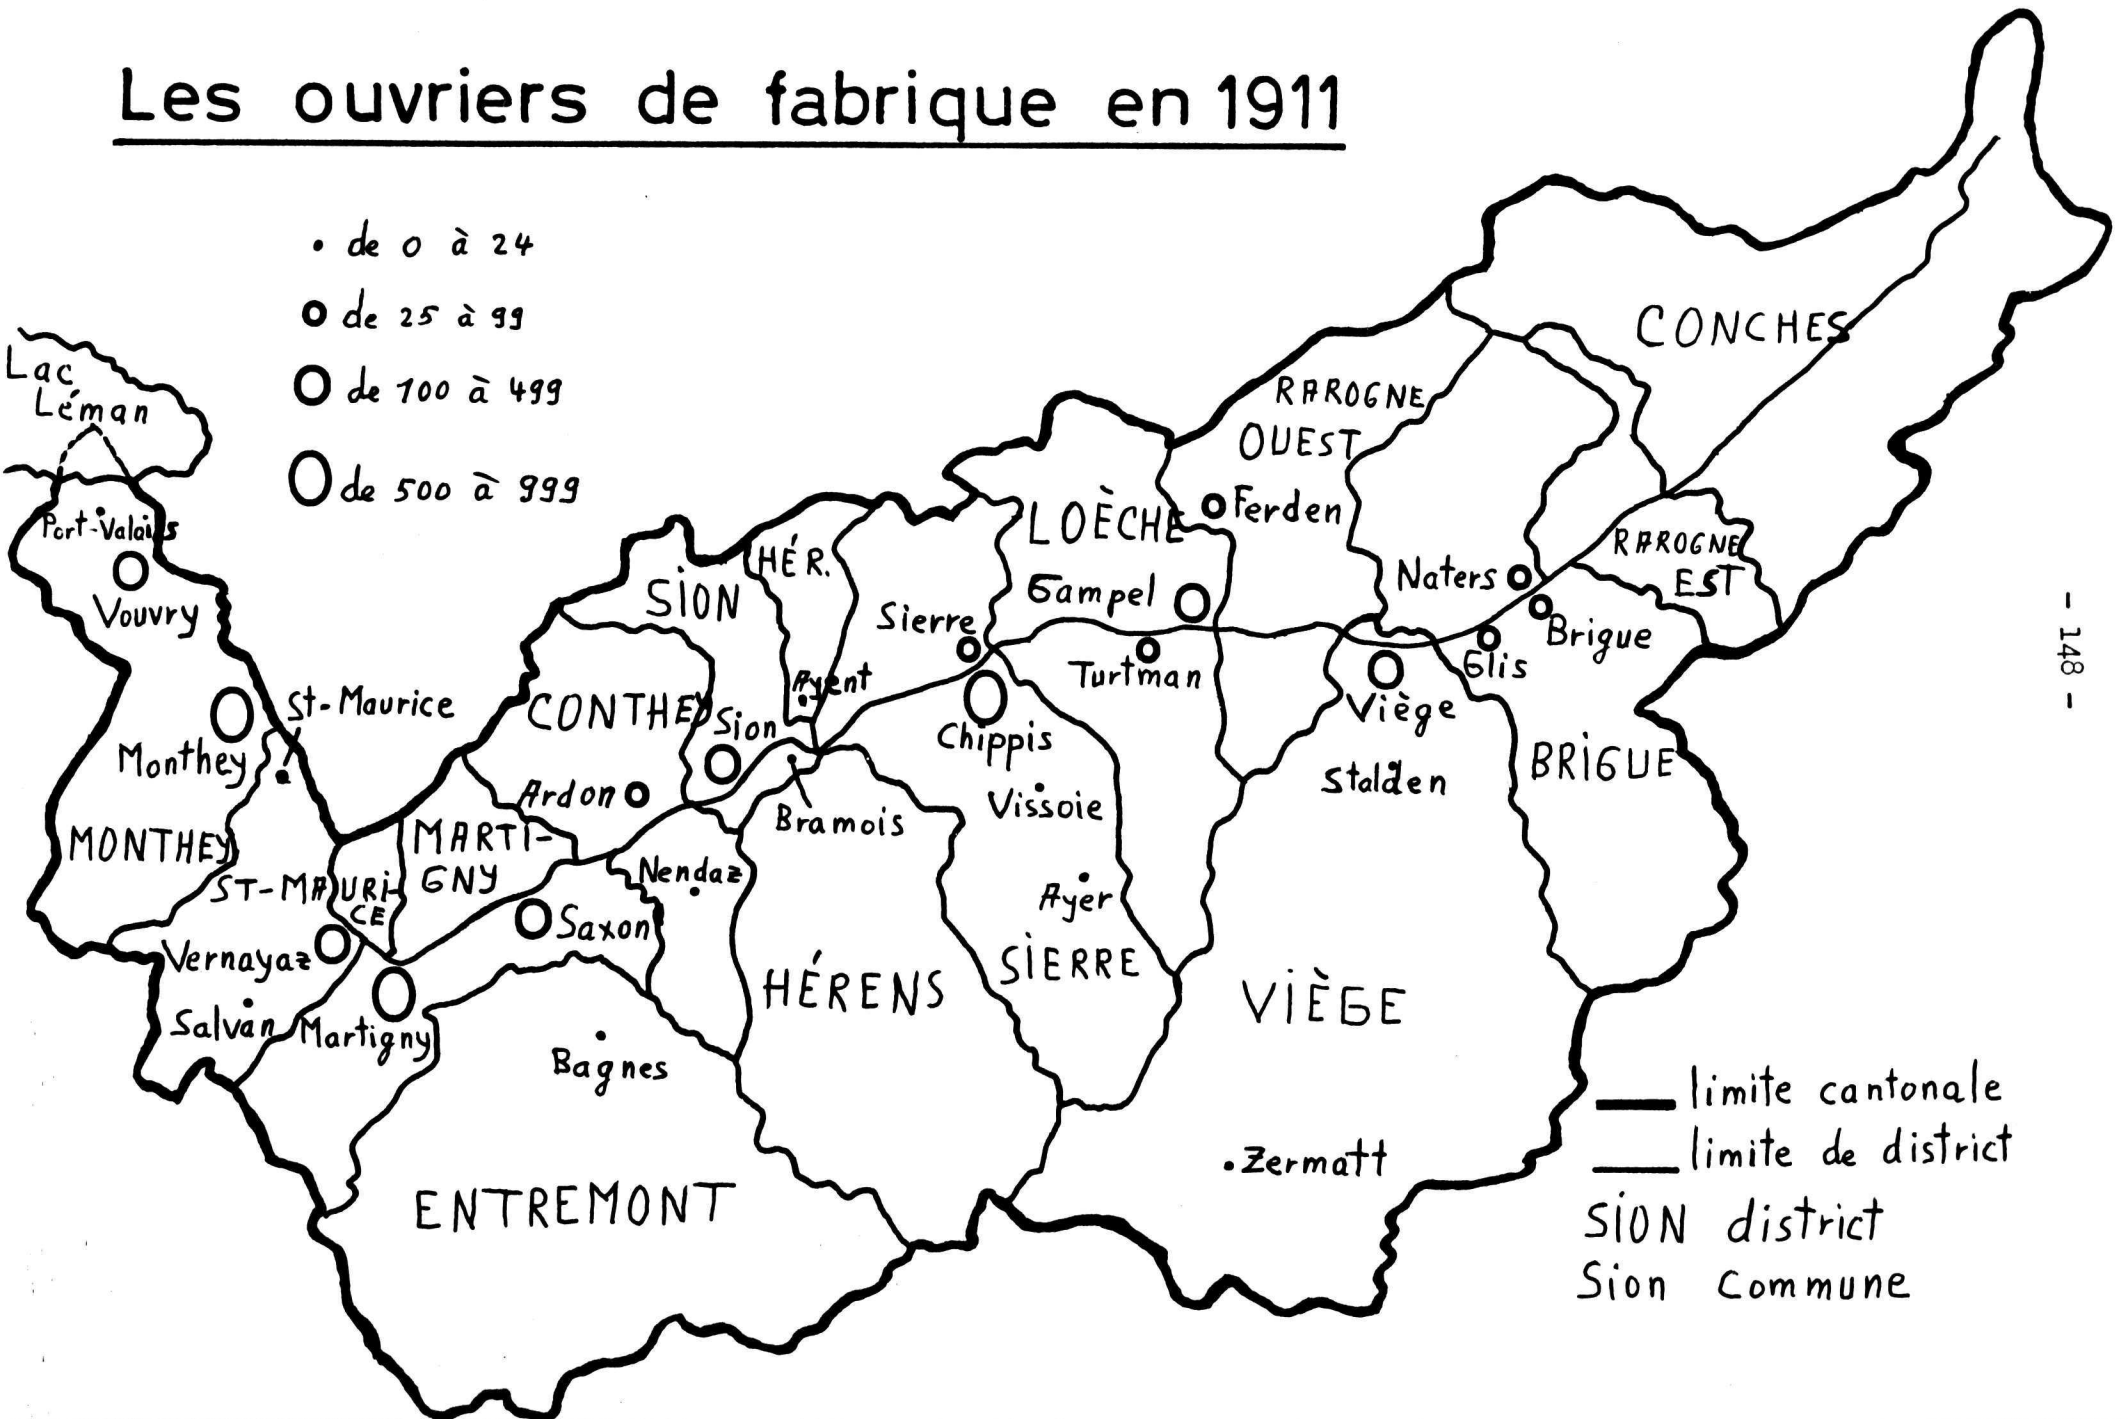 Les ouvriers de fabrique en 1911
de 0 à 24
de 25 à 99
de 100 à 499
de 500 à 999
Lac
Léman
Port-Valais
Vouvry
St-Maurice
Monthey
MONTHEY
ST-MAURI-
CE
Vernayaz
Salvan
Martigny
MARTI-
GNY
Saxon
Nendaz
Bagnes
ENTREMONT
CONTHEY
Ardon
SION
Sion
HÉR.
Ayent
Bramois
HÉRENS
Sierre
Chippis
Vissoie
Ayer
SIERRE
LOÈCHE
Gampel
Turtman
RAROGNE
OUEST
Ferden
Naters
Brigue
Glis
Viège
Stalden
VIÈGE
Zermatt
BRIGUE
RAROGNE
EST
CONCHES
- 148 -
limite cantonale
limite de district
SION district
Sion commune